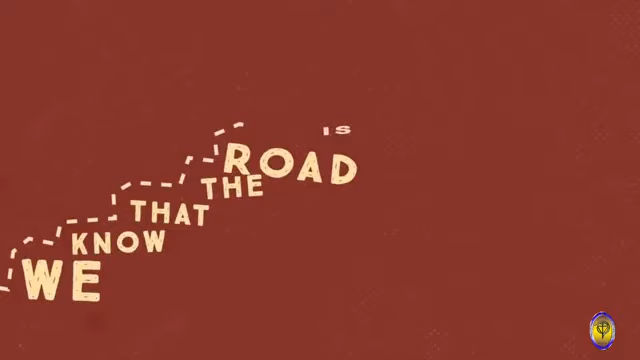 WE
KNOW
THAT
THE
ROAD
IS